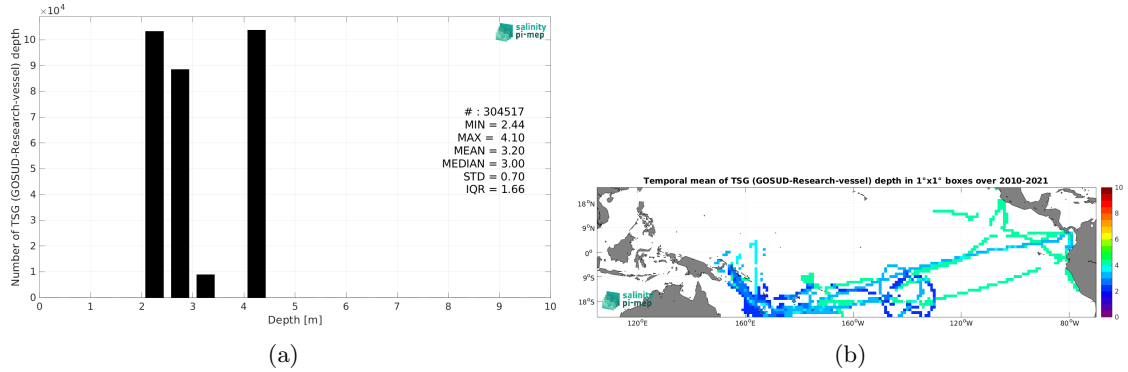 ×10⁴
10
9
8
7
6
5
4
3
2
1
0
Number of TSG (GOSUD-Research-vessel) depth
salinity
pi-mep
# : 304517
MIN = 2.44
MAX = 4.10
MEAN = 3.20
MEDIAN = 3.00
STD = 0.70
IQR = 1.66
0 1 2 3 4 5 6 7 8 9 10
Depth [m]
(a)
Temporal mean of TSG (GOSUD-Research-vessel) depth in 1°x1° boxes over 2010-2021
18°N
9°N
0°
9°S
18°S
salinity
pi-mep
120°E 160°E 160°W 120°W 80°W
10
8
6
4
2
0
(b)